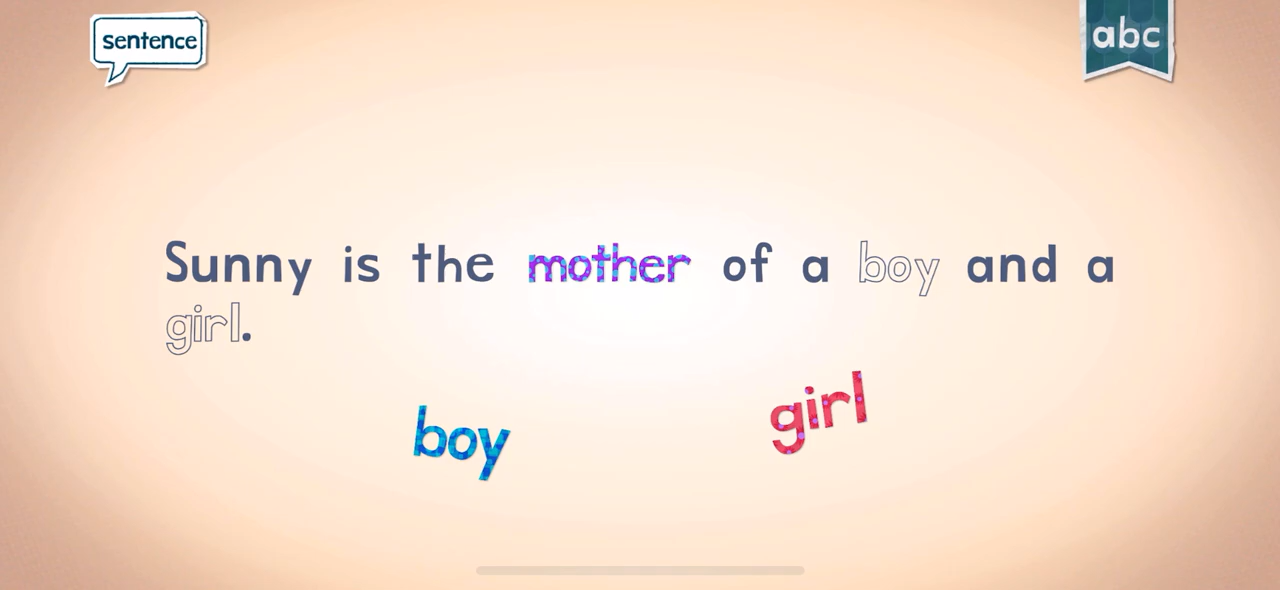 sentence
abc
Sunny is the mother of a boy and a
girl.
boy
girl